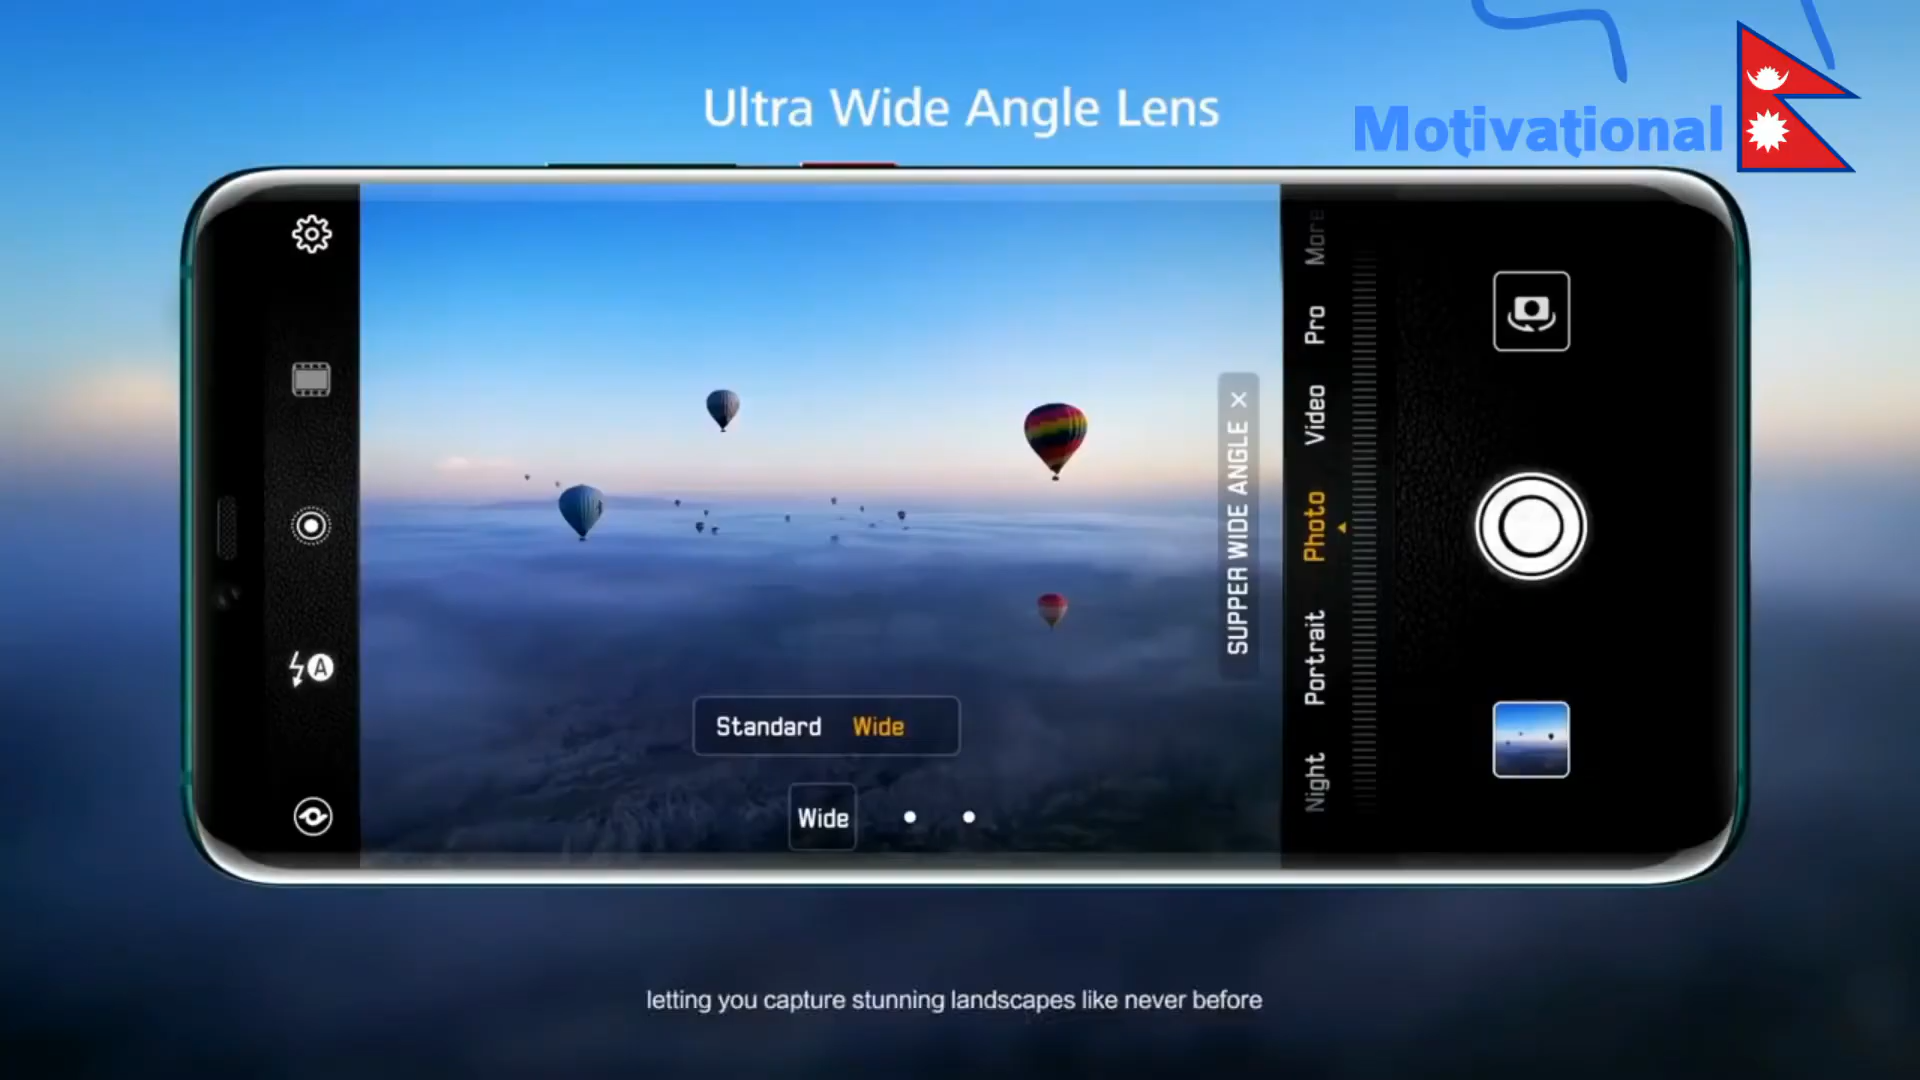 Ultra Wide Angle Lens
Motivational
More
Pro
Video
Photo
Portrait
Night
SUPPER WIDE ANGLE ×
A
Standard Wide
Wide
letting you capture stunning landscapes like never before